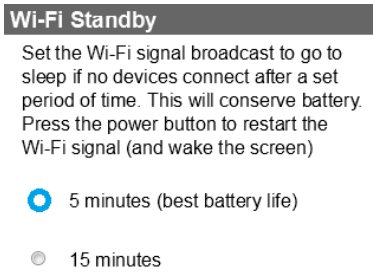 Wi-Fi Standby
Set the Wi-Fi signal broadcast to go to
sleep if no devices connect after a set
period of time. This will conserve battery.
Press the power button to restart the
Wi-Fi signal (and wake the screen)
5 minutes (best battery life)
15 minutes